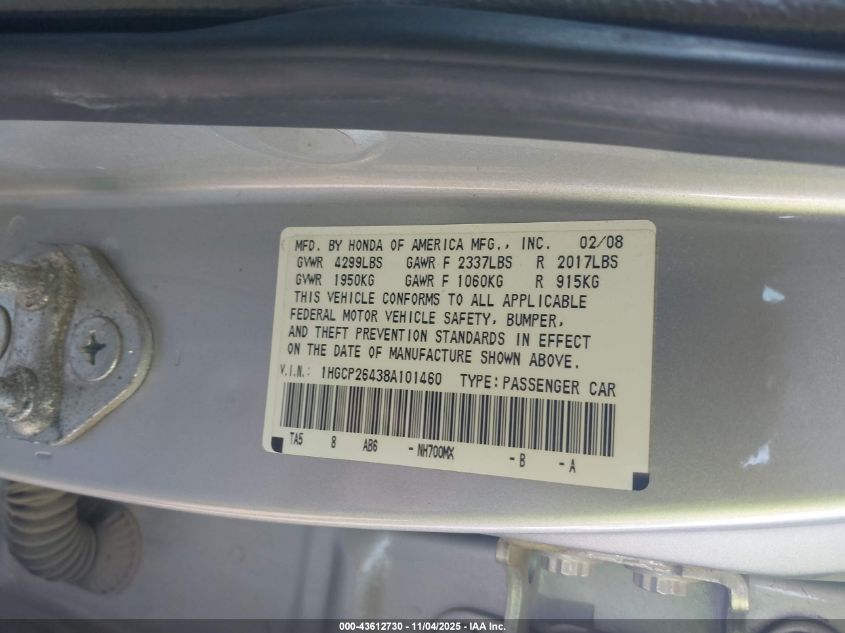 MFD. BY HONDA OF AMERICA MFG., INC. 02/08
GVWR 4299LBS GAWR F 2337LBS R 2017LBS
GVWR 1950KG GAWR F 1060KG R 915KG
THIS VEHICLE CONFORMS TO ALL APPLICABLE
FEDERAL MOTOR VEHICLE SAFETY, BUMPER,
AND THEFT PREVENTION STANDARDS IN EFFECT
ON THE DATE OF MANUFACTURE SHOWN ABOVE.
V.I.N.: 1HGCP26438A101460 TYPE: PASSENGER CAR
TA5 8 AB6 - NH700MX - B - A
000-43612730 - 11/04/2025 - IAA Inc.